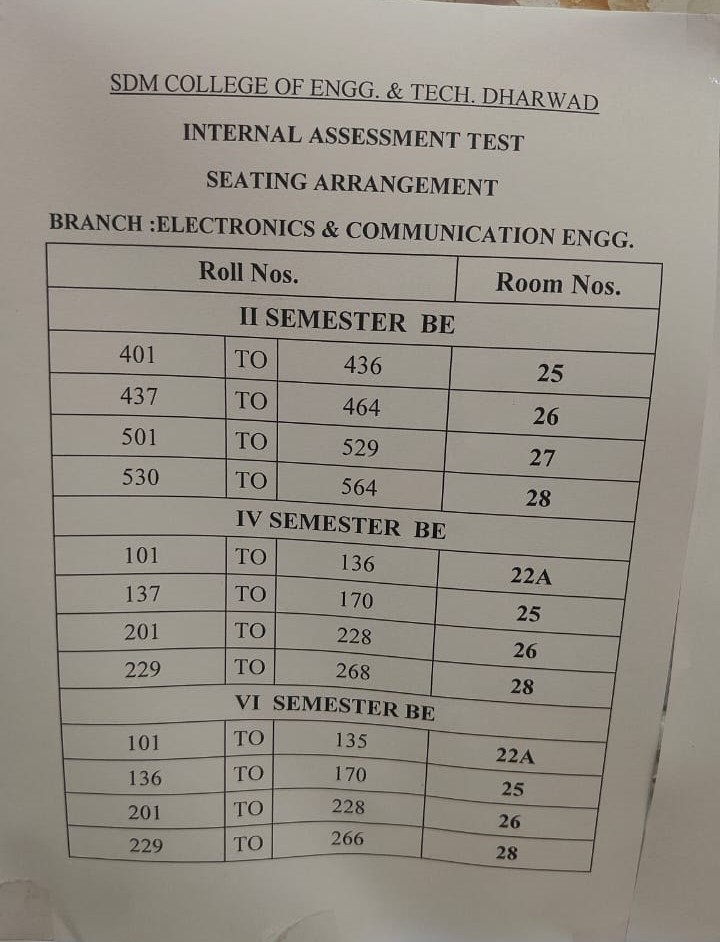 SDM COLLEGE OF ENGG. & TECH. DHARWAD
INTERNAL ASSESSMENT TEST
SEATING ARRANGEMENT
BRANCH :ELECTRONICS & COMMUNICATION ENGG.
Roll Nos. Room Nos.
II SEMESTER BE
401 TO 436 25
437 TO 464 26
501 TO 529 27
530 TO 564 28
IV SEMESTER BE
101 TO 136 22A
137 TO 170 25
201 TO 228 26
229 TO 268 28
VI SEMESTER BE
101 TO 135 22A
136 TO 170 25
201 TO 228 26
229 TO 266 28